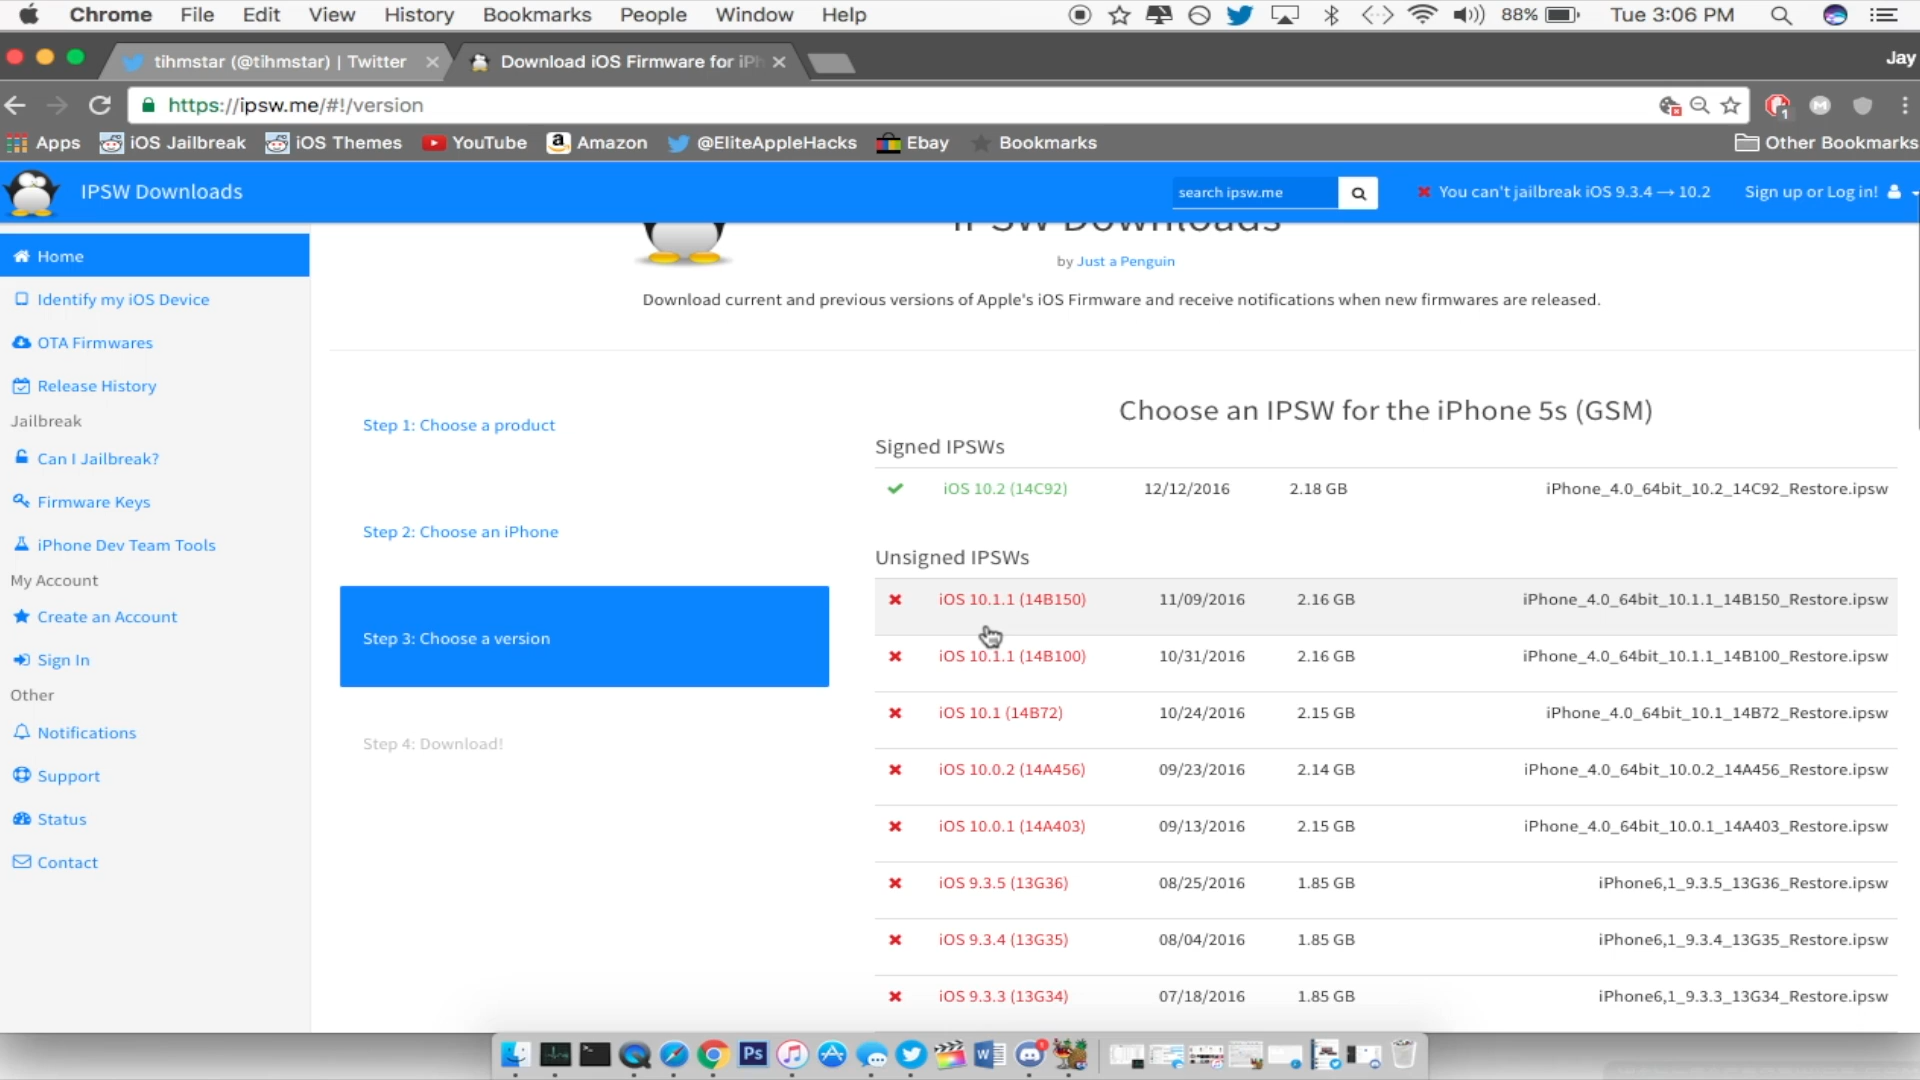 Chrome File Edit View History Bookmarks People Window Help 88% Tue 3:06 PM
tihmstar (@tihmstar) | Twitter Download iOS Firmware for iPh Jay
https://ipsw.me/#!/version 1
Apps iOS Jailbreak iOS Themes YouTube Amazon @EliteAppleHacks Ebay Bookmarks Other Bookmarks
IPSW Downloads search ipsw.me You can't jailbreak iOS 9.3.4 → 10.2 Sign up or Log in!
IPSW Downloads
by Just a Penguin
Download current and previous versions of Apple's iOS Firmware and receive notifications when new firmwares are released.
Home
Identify my iOS Device
OTA Firmwares
Release History
Jailbreak
Can I Jailbreak?
Firmware Keys
iPhone Dev Team Tools
My Account
Create an Account
Sign In
Other
Notifications
Support
Status
Contact
Step 1: Choose a product
Step 2: Choose an iPhone
Step 3: Choose a version
Step 4: Download!
Choose an IPSW for the iPhone 5s (GSM)
Signed IPSWs
iOS 10.2 (14C92) 12/12/2016 2.18 GB iPhone_4.0_64bit_10.2_14C92_Restore.ipsw
Unsigned IPSWs
iOS 10.1.1 (14B150) 11/09/2016 2.16 GB iPhone_4.0_64bit_10.1.1_14B150_Restore.ipsw
iOS 10.1.1 (14B100) 10/31/2016 2.16 GB iPhone_4.0_64bit_10.1.1_14B100_Restore.ipsw
iOS 10.1 (14B72) 10/24/2016 2.15 GB iPhone_4.0_64bit_10.1_14B72_Restore.ipsw
iOS 10.0.2 (14A456) 09/23/2016 2.14 GB iPhone_4.0_64bit_10.0.2_14A456_Restore.ipsw
iOS 10.0.1 (14A403) 09/13/2016 2.15 GB iPhone_4.0_64bit_10.0.1_14A403_Restore.ipsw
iOS 9.3.5 (13G36) 08/25/2016 1.85 GB iPhone6,1_9.3.5_13G36_Restore.ipsw
iOS 9.3.4 (13G35) 08/04/2016 1.85 GB iPhone6,1_9.3.4_13G35_Restore.ipsw
iOS 9.3.3 (13G34) 07/18/2016 1.85 GB iPhone6,1_9.3.3_13G34_Restore.ipsw
Ps